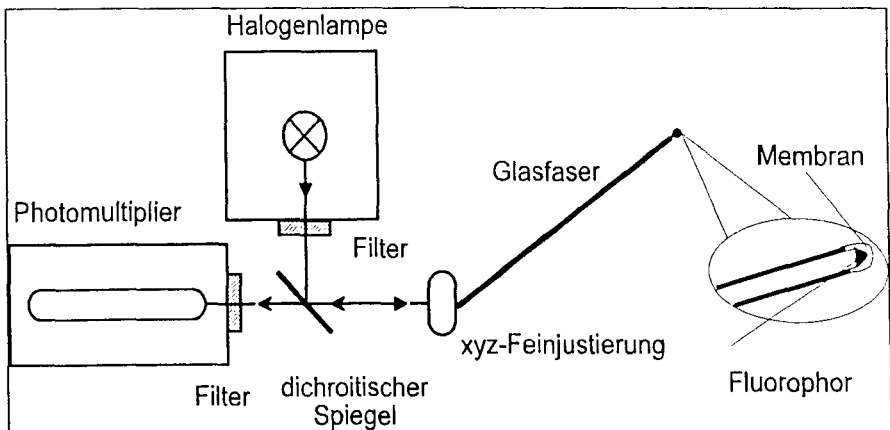 Halogenlampe
Glasfaser
Membran
Photomultiplier
Filter
xyz-Feinjustierung
Filter
dichroitischer
Spiegel
Fluorophor